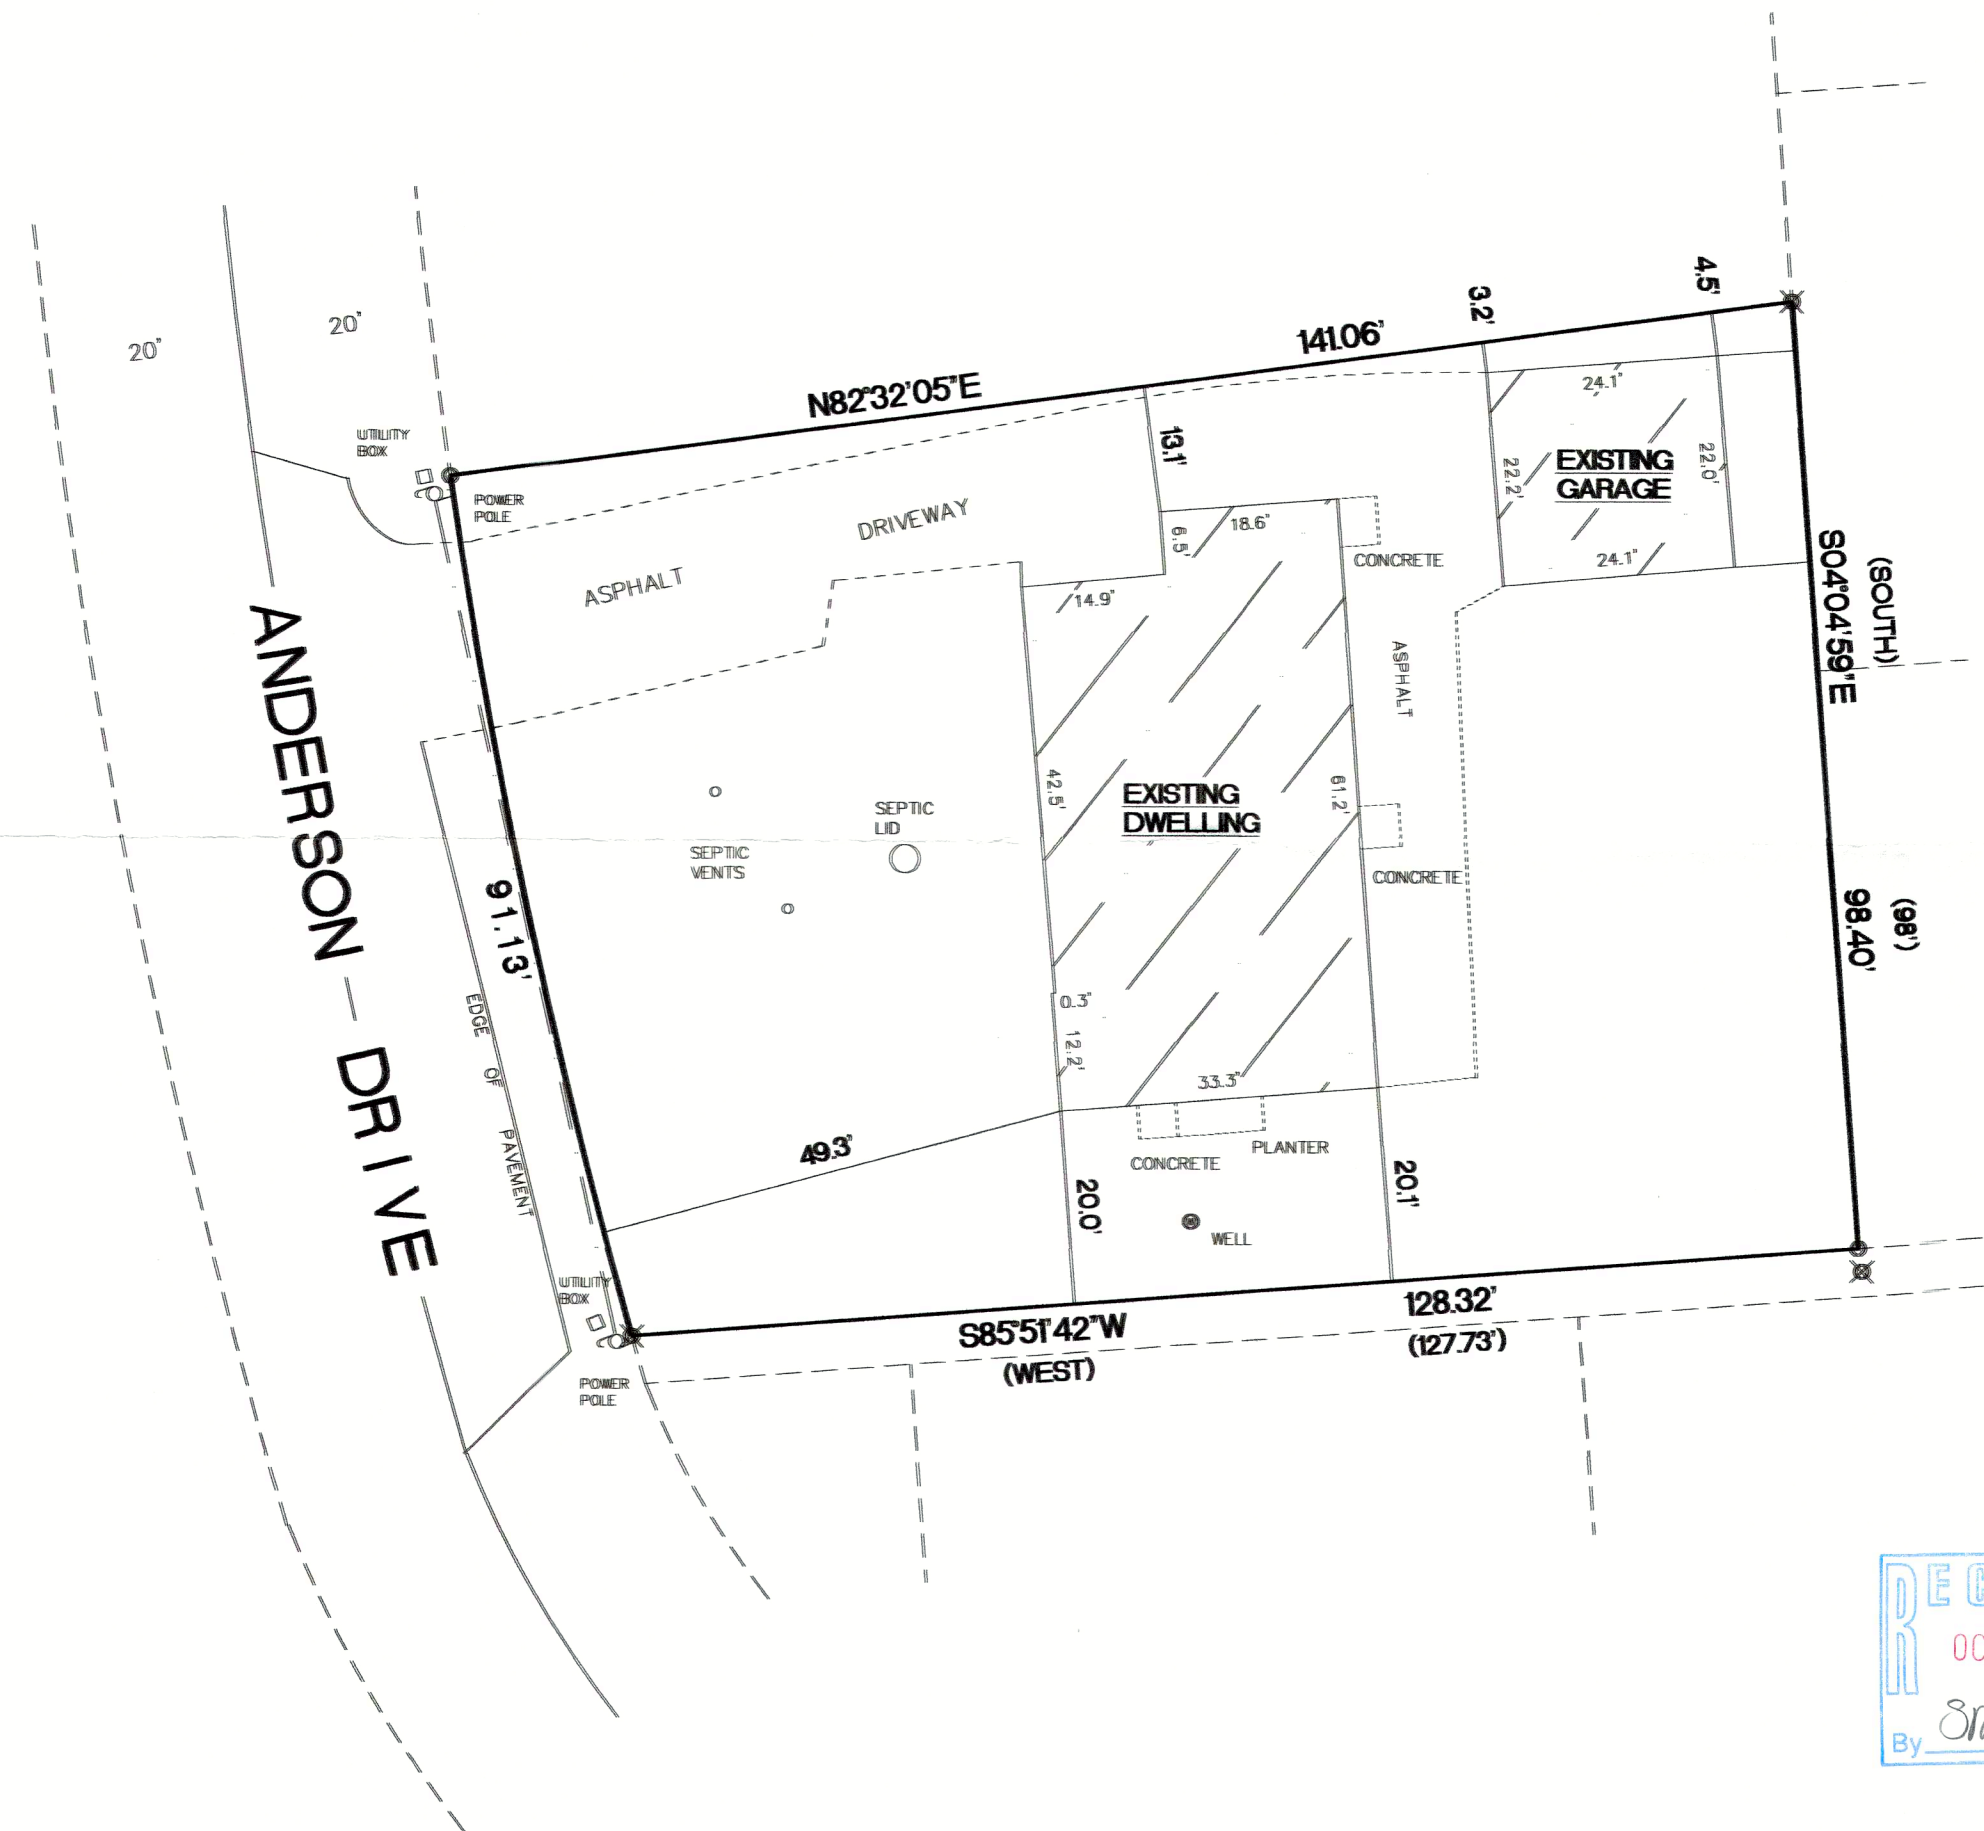 4.5'
3.2'
20'
20'
141.06'
N82°32'05"E
24.1'
UTILITY
BOX
13.1'
EXISTING
GARAGE
22.2'
22.0'
POWER
POLE
DRIVEWAY
18.6'
6.5'
CONCRETE
24.1'
ASPHALT
14.9'
S04°04'59"E
(SOUTH)
ASPHALT
ANDERSON DRIVE
42.5'
61.2'
EXISTING
DWELLING
SEPTIC
LID
SEPTIC
VENTS
CONCRETE
91.13'
98.40'
(98')
EDGE OF PAVEMENT
0.3'
12.2'
33.3'
49.3'
PLANTER
CONCRETE
20.0'
20.1'
WELL
UTILITY
BOX
128.32'
S85°51'42"W
(127.73')
(WEST)
POWER
POLE
By